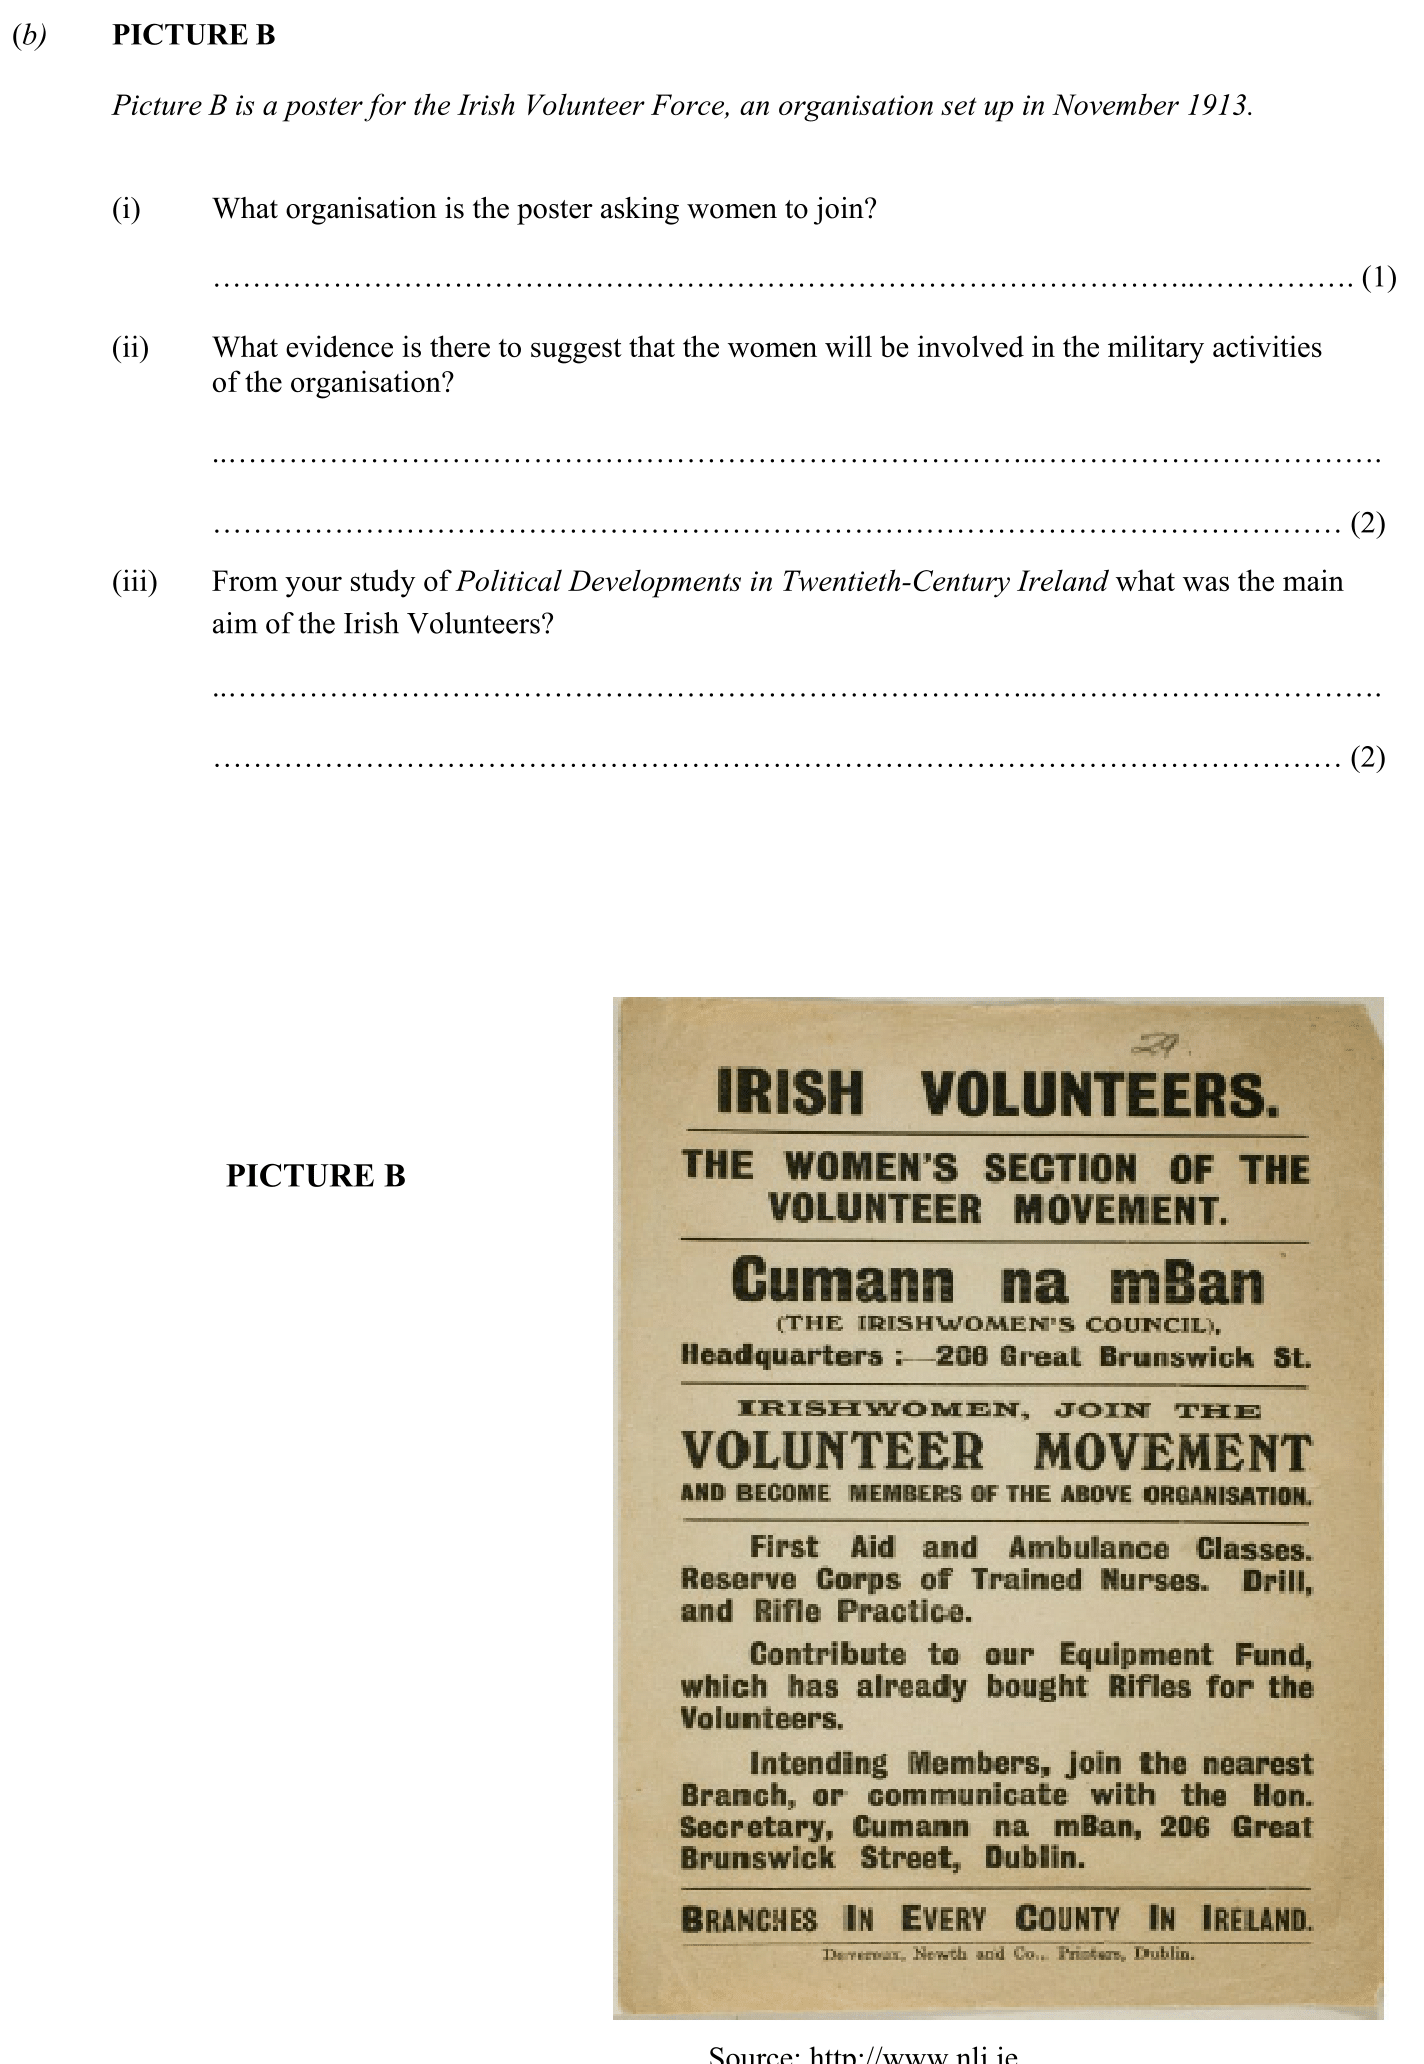 (b) PICTURE B
Picture B is a poster for the Irish Volunteer Force, an organisation set up in November 1913.
(i) What organisation is the poster asking women to join?
……………………………………………………………………………………..……………. (1)
(ii) What evidence is there to suggest that the women will be involved in the military activities
of the organisation?
..……………………………………………………………………..…………………………….
…………………………………………………………………………………………………… (2)
(iii) From your study of Political Developments in Twentieth-Century Ireland what was the main
aim of the Irish Volunteers?
..……………………………………………………………………..…………………………….
…………………………………………………………………………………………………… (2)
PICTURE B
29.
IRISH VOLUNTEERS.
THE WOMEN'S SECTION OF THE
VOLUNTEER MOVEMENT.
Cumann na mBan
(THE IRISHWOMEN'S COUNCIL),
Headquarters :—206 Great Brunswick St.
IRISHWOMEN, JOIN THE
VOLUNTEER MOVEMENT
AND BECOME MEMBERS OF THE ABOVE ORGANISATION.
First Aid and Ambulance Classes.
Reserve Corps of Trained Nurses. Drill,
and Rifle Practice.
Contribute to our Equipment Fund,
which has already bought Rifles for the
Volunteers.
Intending Members, join the nearest
Branch, or communicate with the Hon.
Secretary, Cumann na mBan, 206 Great
Brunswick Street, Dublin.
BRANCHES IN EVERY COUNTY IN IRELAND.
Devereux, Newth and Co., Printers, Dublin.
Source: http://www.nli.ie